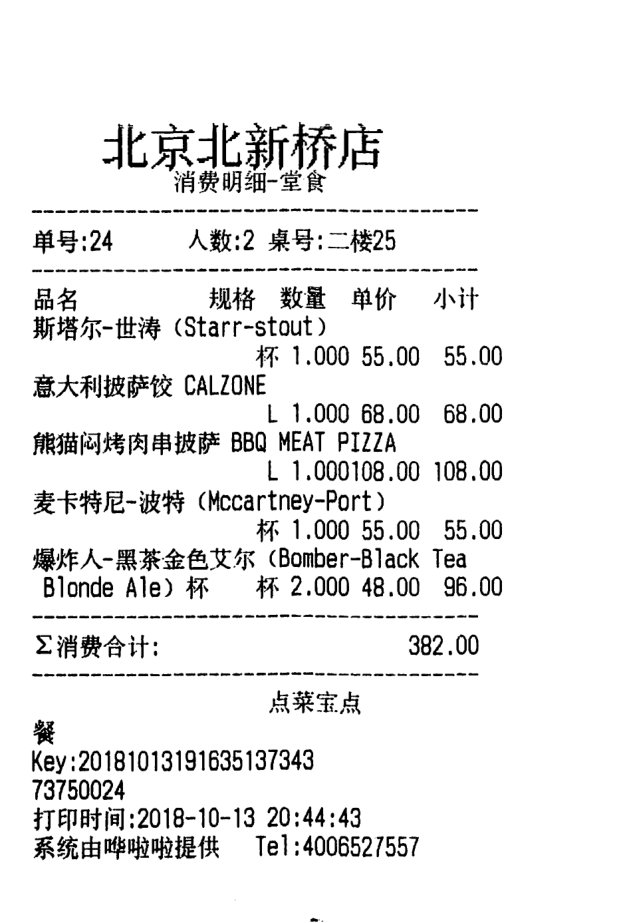 北京北新桥店
消费明细-堂食
单号:24 人数:2 桌号:二楼25
品名 规格 数量 单价 小计
斯塔尔-世涛（Starr-stout）
杯 1.000 55.00 55.00
意大利披萨饺 CALZONE
L 1.000 68.00 68.00
熊猫闷烤肉串披萨 BBQ MEAT PIZZA
L 1.000108.00 108.00
麦卡特尼-波特（Mccartney-Port）
杯 1.000 55.00 55.00
爆炸人-黑茶金色艾尔（Bomber-Black Tea
Blonde Ale）杯 杯 2.000 48.00 96.00
Σ消费合计: 382.00
点菜宝点
餐
Key:20181013191635137343
73750024
打印时间:2018-10-13 20:44:43
系统由哗啦啦提供 Tel:4006527557